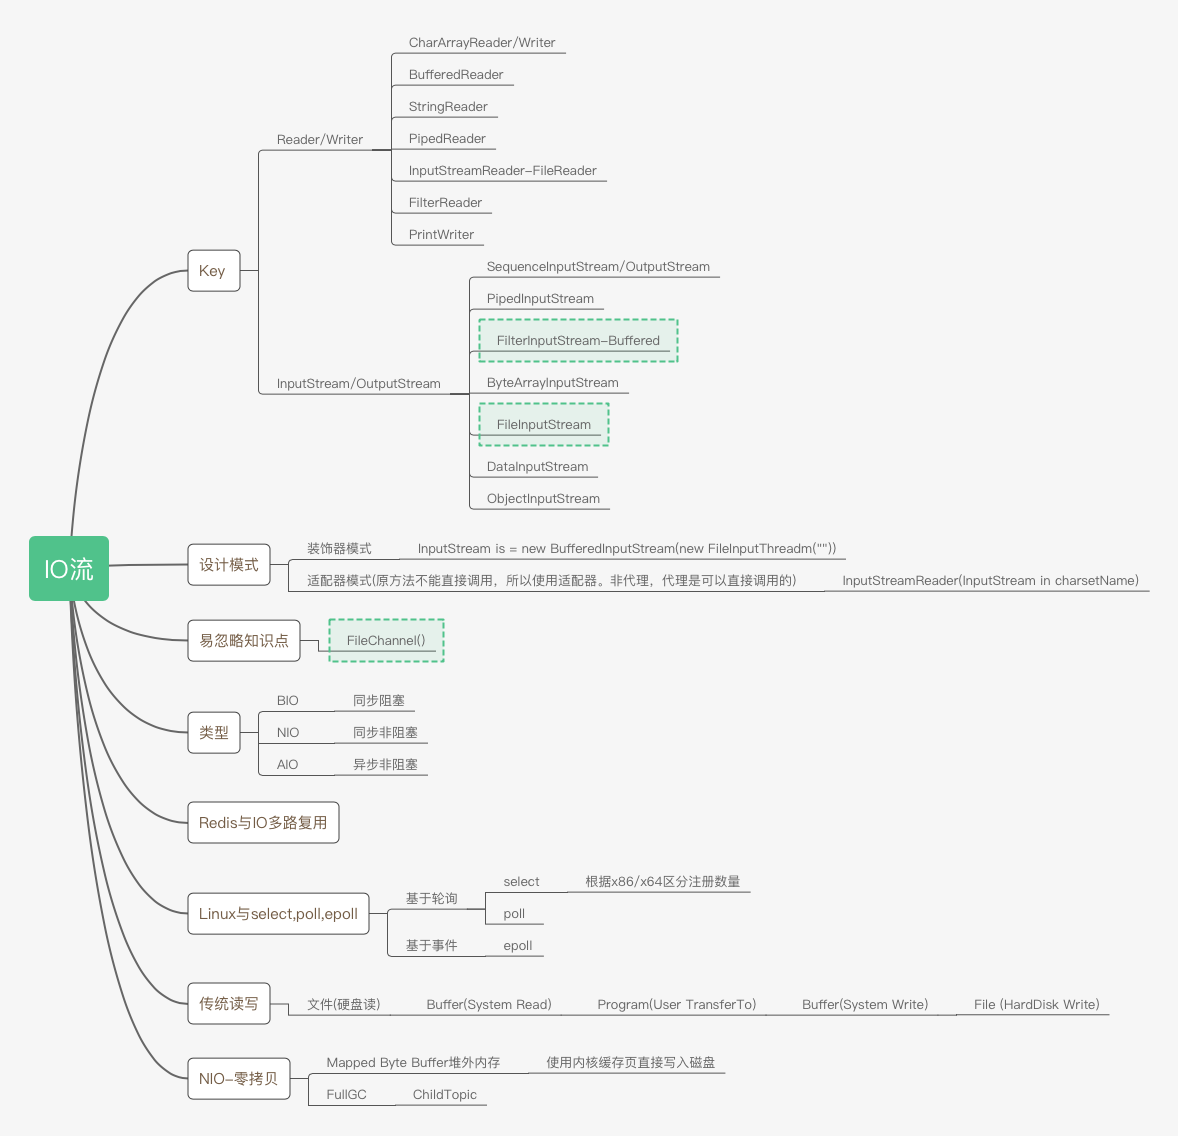 IO流
Key
Reader/Writer
CharArrayReader/Writer
BufferedReader
StringReader
PipedReader
InputStreamReader-FileReader
FilterReader
PrintWriter
InputStream/OutputStream
SequenceInputStream/OutputStream
PipedInputStream
FilterInputStream-Buffered
ByteArrayInputStream
FileInputStream
DataInputStream
ObjectInputStream
设计模式
装饰器模式
InputStream is = new BufferedInputStream(new FileInputThreadm(""))
适配器模式(原方法不能直接调用，所以使用适配器。非代理，代理是可以直接调用的)
InputStreamReader(InputStream in charsetName)
易忽略知识点
FileChannel()
类型
BIO
同步阻塞
NIO
同步非阻塞
AIO
异步非阻塞
Redis与IO多路复用
Linux与select,poll,epoll
基于轮询
select
根据x86/x64区分注册数量
poll
基于事件
epoll
传统读写
文件(硬盘读)
Buffer(System Read)
Program(User TransferTo)
Buffer(System Write)
File (HardDisk Write)
NIO-零拷贝
Mapped Byte Buffer堆外内存
使用内核缓存页直接写入磁盘
FullGC
ChildTopic